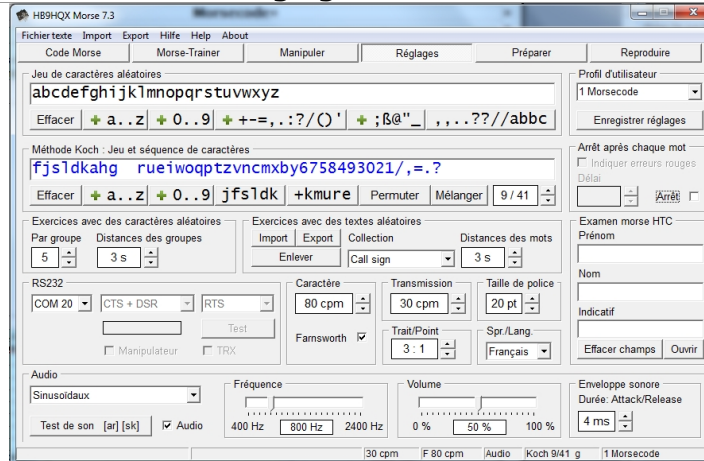 HB9HQX Morse 7.3
Fichier texte Import Export Hilfe Help About
Code Morse Morse-Trainer Manipuler Réglages Préparer Reproduire
Jeu de caractères aléatoires
abcdefghijklmnopqrstuvwxyz
Effacer + a..z + 0..9 + +-=,.:?/()' + ;ß@"_ ,,..??//abbc
Profil d'utilisateur
1 Morsecode
Enregistrer réglages
Méthode Koch : Jeu et séquence de caractères
fjsldkahg rueiwoqptzvncmxby6758493021/,=.?
Effacer + a..z + 0..9 jfsldk +kmure Permuter Mélanger 9 / 41
Arrêt après chaque mot
Indiquer erreurs rouges
Délai
Arrêt
Exercices avec des caractères aléatoires
Par groupe Distances des groupes
5 3 s
Exercices avec des textes aléatoires
Import Export Collection Distances des mots
Enlever Call sign 3 s
Examen morse HTC
Prénom
Nom
Indicatif
Effacer champs Ouvrir
RS232
COM 20 CTS + DSR RTS
Test
Manipulateur TRX
Caractère
80 cpm
Farnsworth
Transmission
30 cpm
Taille de police
20 pt
Trait/Point
3 : 1
Spr./Lang.
Français
Audio
Sinusoïdaux
Test de son [ar] [sk] Audio
Fréquence
400 Hz 800 Hz 2400 Hz
Volume
0 % 50 % 100 %
Enveloppe sonore
Durée: Attack/Release
4 ms
30 cpm F 80 cpm Audio Koch 9/41 g 1 Morsecode